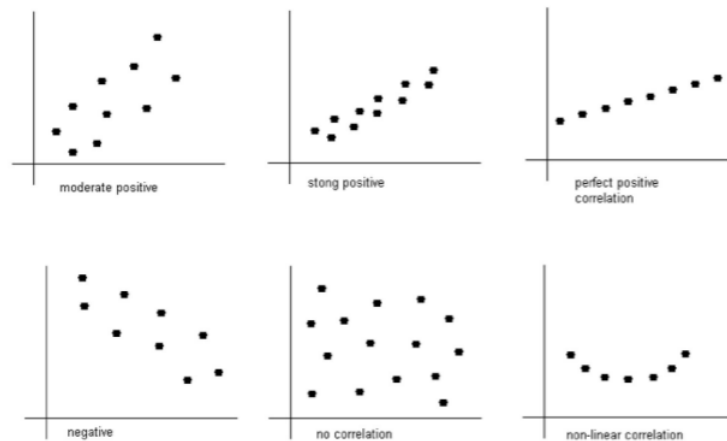 moderate positive
stong positive
perfect positive
correlation
negative
no correlation
non-linear correlation